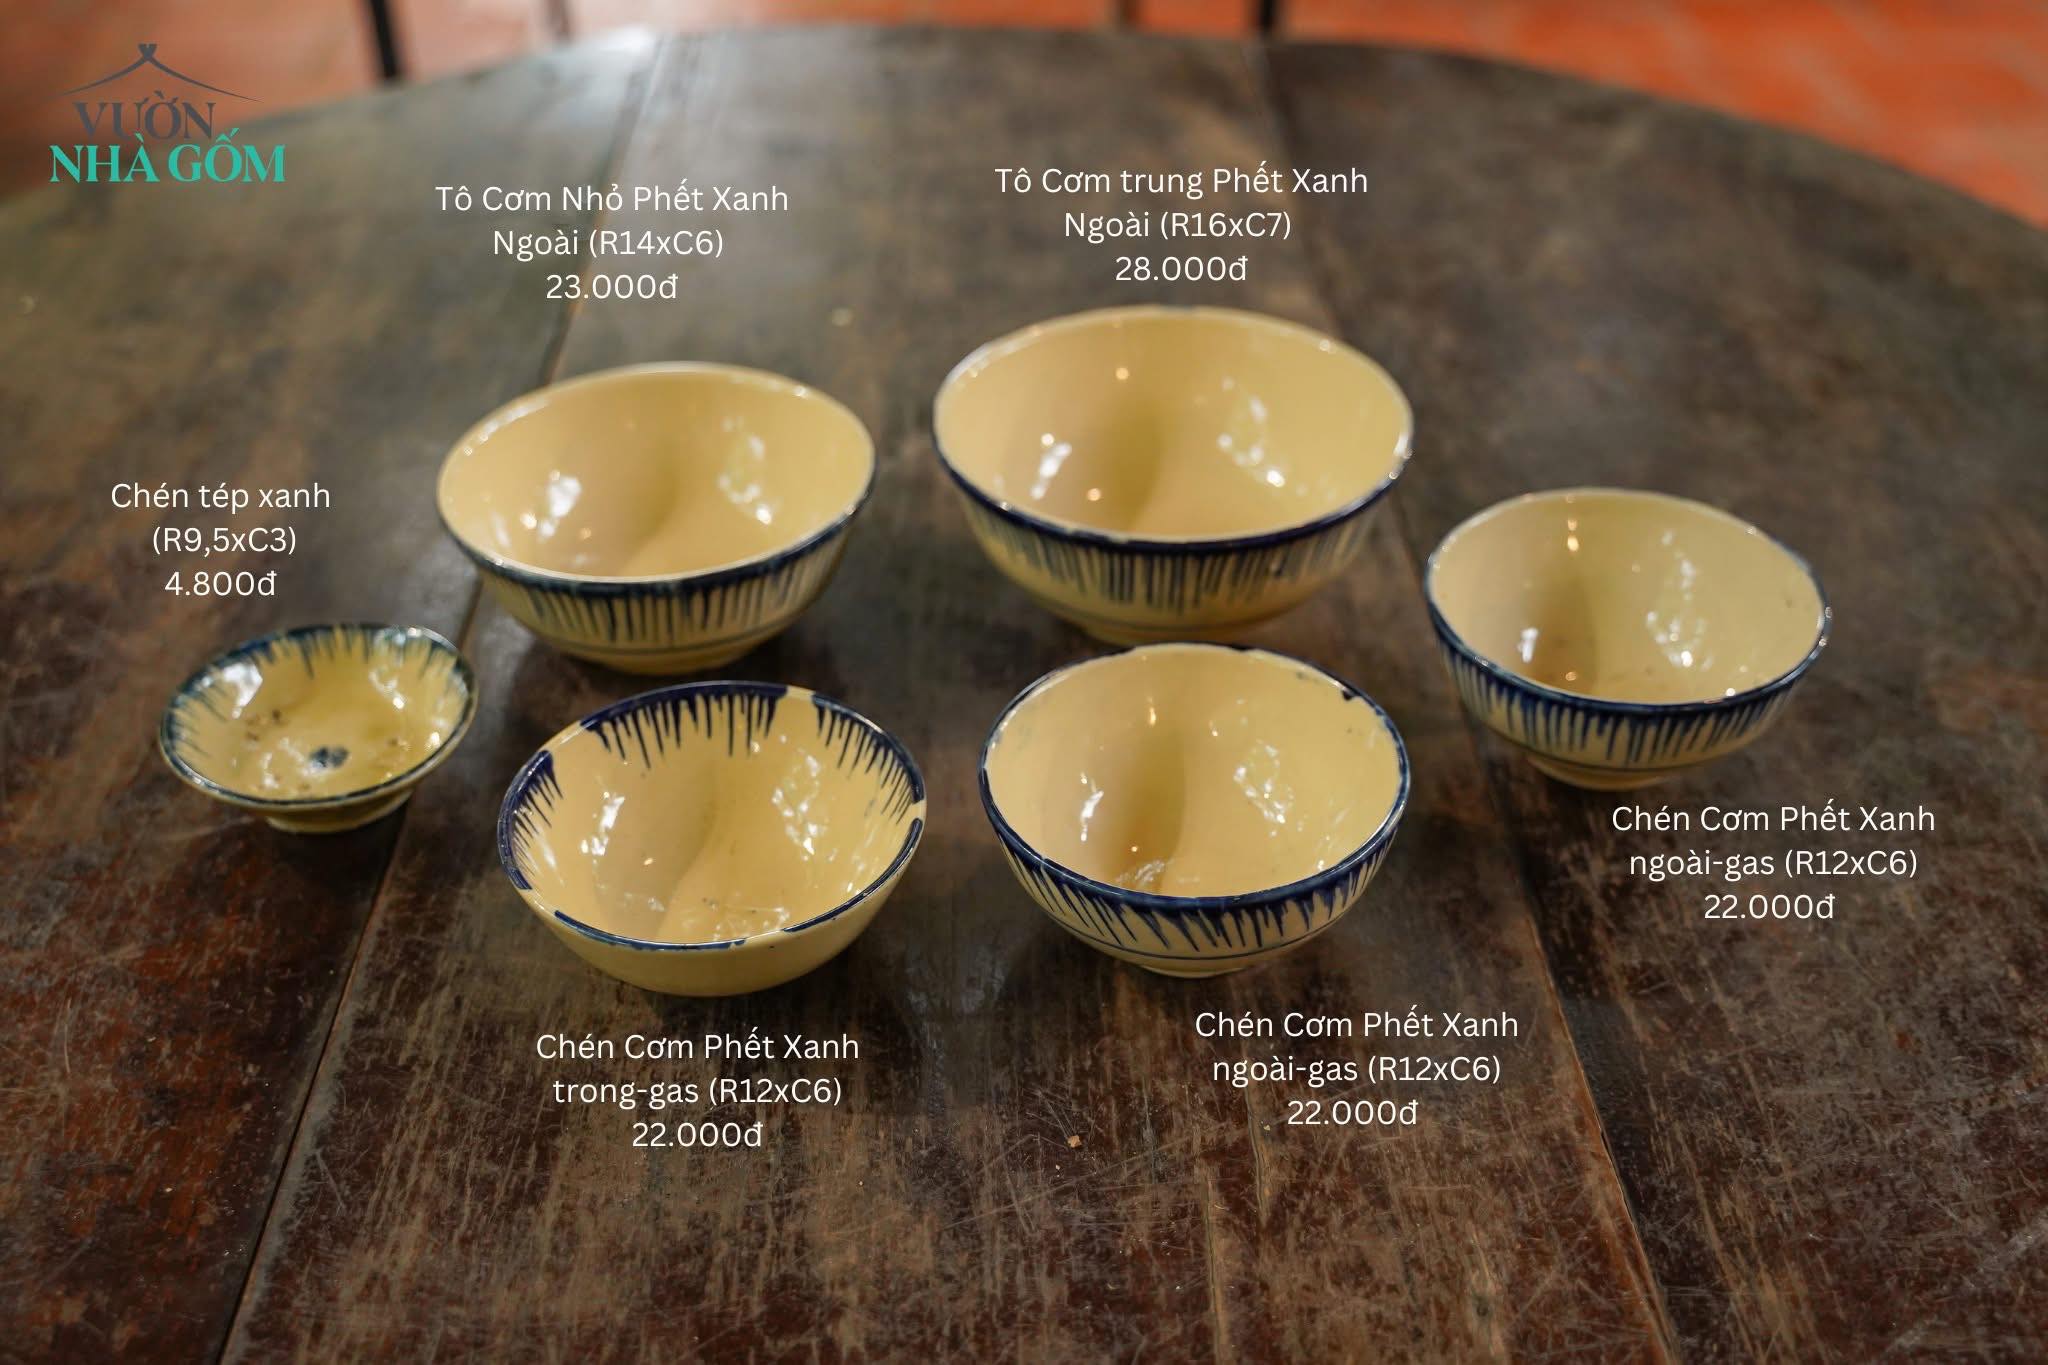 VƯỜN
NHÀ GỐM
Tô Cơm Nhỏ Phết Xanh
Ngoài (R14xC6)
23.000đ
Tô Cơm trung Phết Xanh
Ngoài (R16xC7)
28.000đ
Chén tép xanh
(R9,5xC3)
4.800đ
Chén Cơm Phết Xanh
ngoài-gas (R12xC6)
22.000đ
Chén Cơm Phết Xanh
trong-gas (R12xC6)
22.000đ
Chén Cơm Phết Xanh
ngoài-gas (R12xC6)
22.000đ